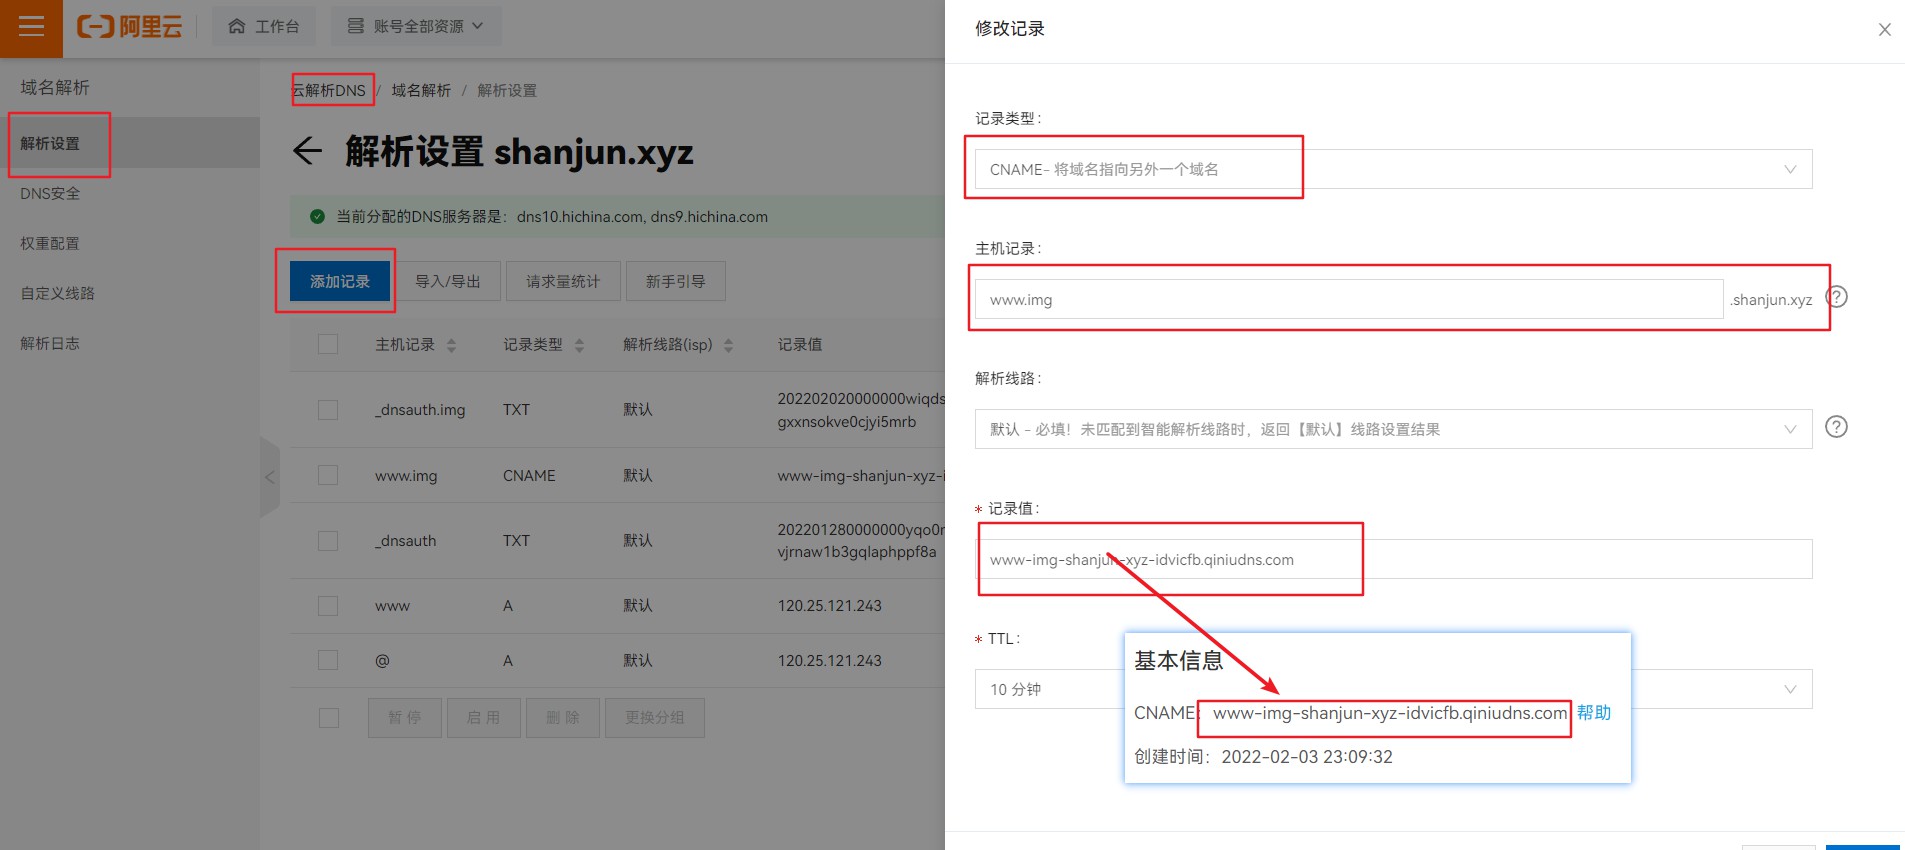 阿里云
工作台
账号全部资源
域名解析
解析设置
DNS安全
权重配置
自定义线路
解析日志
云解析DNS / 域名解析 / 解析设置
解析设置 shanjun.xyz
当前分配的DNS服务器是：dns10.hichina.com, dns9.hichina.com
添加记录 导入/导出 请求量统计 新手引导
主机记录 记录类型 解析线路(isp) 记录值
_dnsauth.img TXT 默认 202202020000000wiqds
gxxnsokve0cjyi5mrb
www.img CNAME 默认 www-img-shanjun-xyz-i
_dnsauth TXT 默认 202201280000000yqo0r
vjrnaw1b3gqlaphppf8a
www A 默认 120.25.121.243
@ A 默认 120.25.121.243
暂 停 启 用 删 除 更换分组
修改记录
记录类型：
CNAME- 将域名指向另外一个域名
主机记录：
www.img .shanjun.xyz
解析线路：
默认 - 必填！未匹配到智能解析线路时，返回【默认】线路设置结果
* 记录值：
www-img-shanjun-xyz-idvicfb.qiniudns.com
* TTL：
10 分钟
基本信息
CNAME: www-img-shanjun-xyz-idvicfb.qiniudns.com 帮助
创建时间：2022-02-03 23:09:32